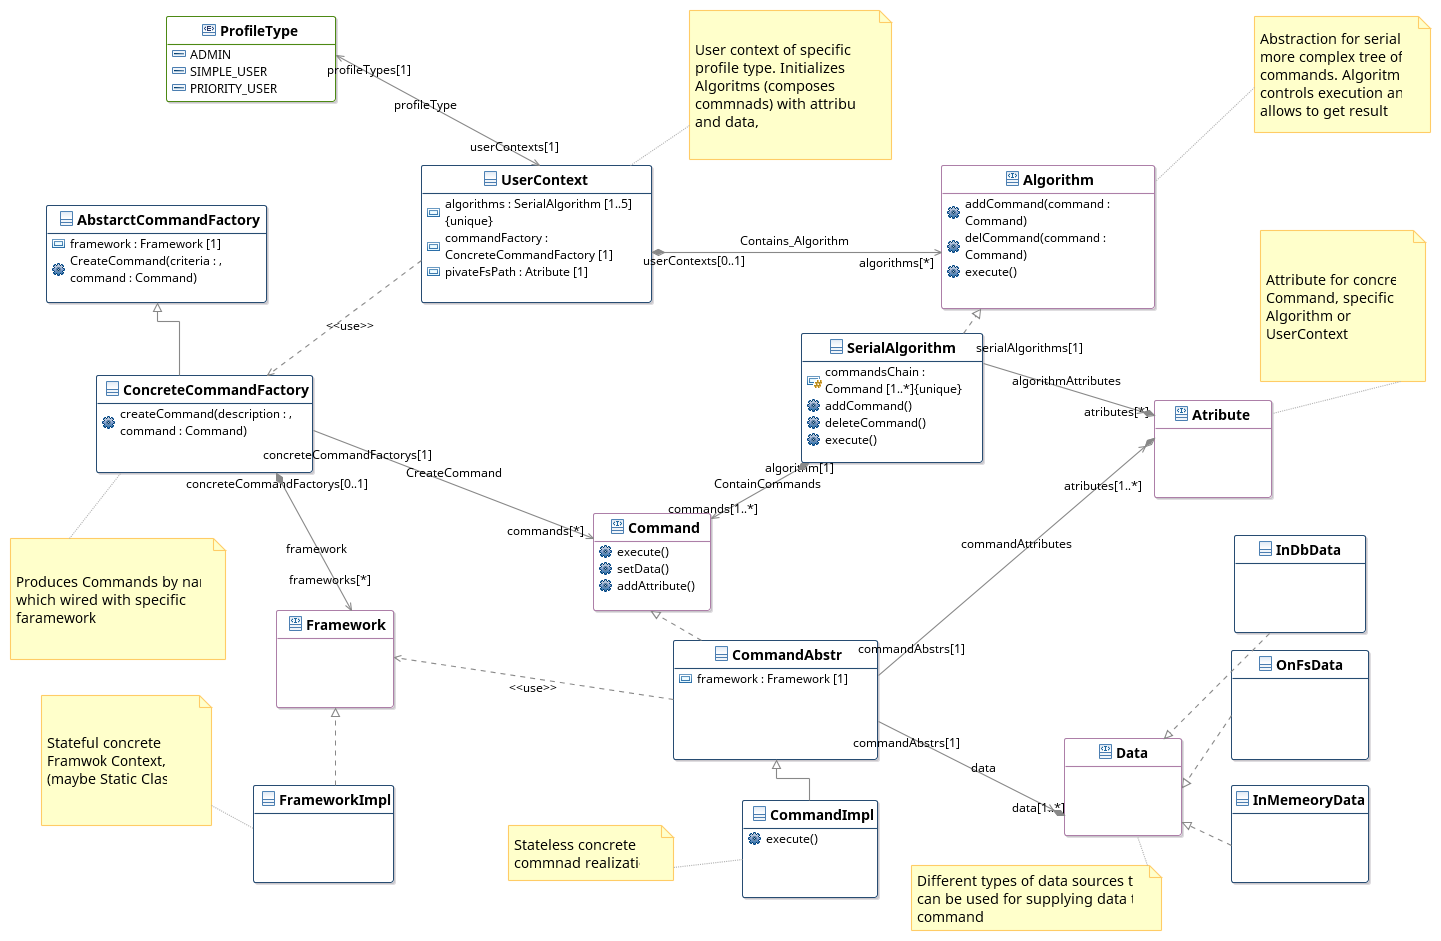 ProfileType
ADMIN
SIMPLE_USER
PRIORITY_USER
profileTypes[1]
profileType
userContexts[1]
User context of specific
profile type. Initializes
Algoritms (composes
commnads) with attribu
and data,
Abstraction for serial
more complex tree of
commands. Algoritm
controls execution an
allows to get result
UserContext
algorithms : SerialAlgorithm [1..5]
{unique}
commandFactory :
ConcreteCommandFactory [1]
pivateFsPath : Atribute [1]
Contains_Algorithm
userContexts[0..1]
algorithms[*]
Algorithm
addCommand(command :
Command)
delCommand(command :
Command)
execute()
AbstarctCommandFactory
framework : Framework [1]
CreateCommand(criteria : ,
command : Command)
<<use>>
Attribute for concre
Command, specific
Algorithm or
UserContext
SerialAlgorithm
commandsChain :
Command [1..*]{unique}
addCommand()
deleteCommand()
execute()
serialAlgorithms[1]
algorithmAttributes
atributes[*]
Atribute
ConcreteCommandFactory
createCommand(description : ,
command : Command)
concreteCommandFactorys[1]
CreateCommand
commands[*]
concreteCommandFactorys[0..1]
framework
frameworks[*]
algorithm[1]
ContainCommands
commands[1..*]
Command
execute()
setData()
addAttribute()
atributes[1..*]
commandAttributes
commandAbstrs[1]
Produces Commands by nar
which wired with specific
faramework
Framework
<<use>>
CommandAbstr
framework : Framework [1]
commandAbstrs[1]
data
data[1..*]
InDbData
OnFsData
Data
InMemeoryData
Stateful concrete
Framwok Context,
(maybe Static Clas
FrameworkImpl
CommandImpl
execute()
Stateless concrete
commnad realizati
Different types of data sources t
can be used for supplying data t
command